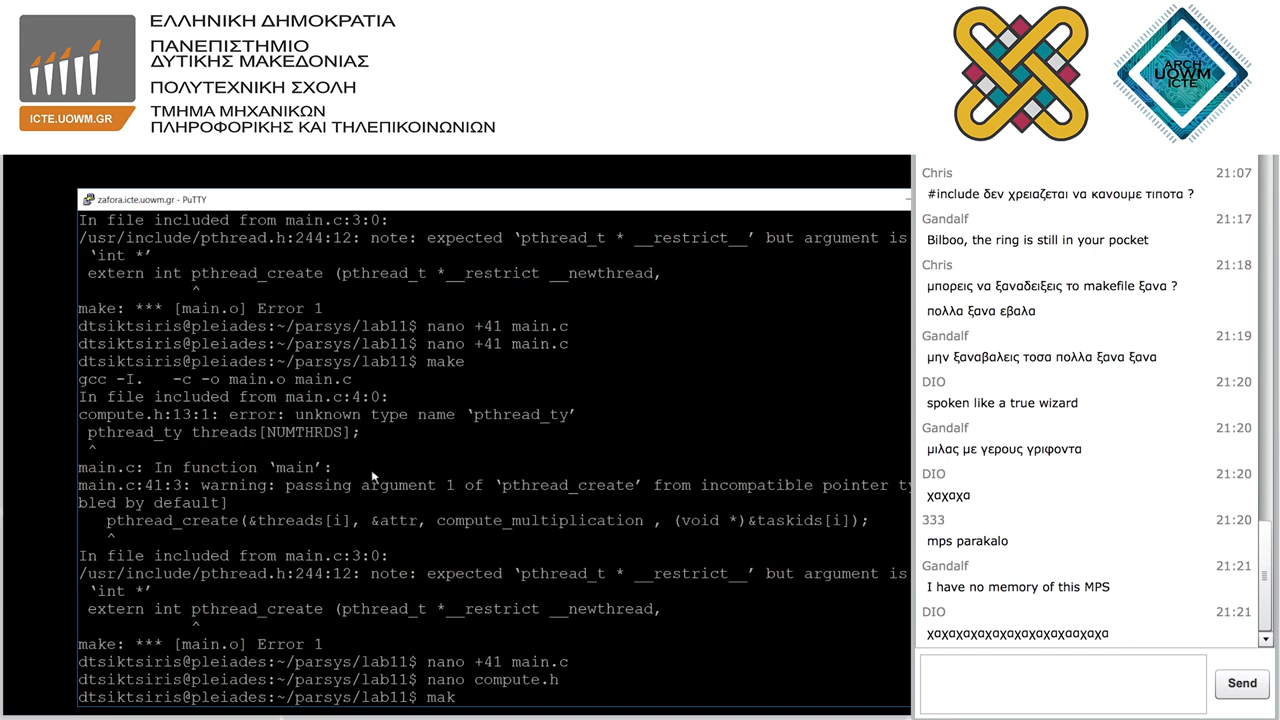 ΕΛΛΗΝΙΚΗ ΔΗΜΟΚΡΑΤΙΑ
ΠΑΝΕΠΙΣΤΗΜΙΟ
ΔΥΤΙΚΗΣ ΜΑΚΕΔΟΝΙΑΣ
ΠΟΛΥΤΕΧΝΙΚΗ ΣΧΟΛΗ
ΤΜΗΜΑ ΜΗΧΑΝΙΚΩΝ
ΠΛΗΡΟΦΟΡΙΚΗΣ ΚΑΙ ΤΗΛΕΠΙΚΟΙΝΩΝΙΩΝ
ICTE.UOWM.GR
ARCH
UOWM
ICTE
zafora.icte.uowm.gr - PuTTY
In file included from main.c:3:0:
/usr/include/pthread.h:244:12: note: expected ‘pthread_t * __restrict__’ but argument is
‘int *’
extern int pthread_create (pthread_t *__restrict __newthread,
^
make: *** [main.o] Error 1
dtsiktsiris@pleiades:~/parsys/lab11$ nano +41 main.c
dtsiktsiris@pleiades:~/parsys/lab11$ nano +41 main.c
dtsiktsiris@pleiades:~/parsys/lab11$ make
gcc -I. -c -o main.o main.c
In file included from main.c:4:0:
compute.h:13:1: error: unknown type name ‘pthread_ty’
pthread_ty threads[NUMTHRDS];
^
main.c: In function ‘main’:
main.c:41:3: warning: passing argument 1 of ‘pthread_create’ from incompatible pointer ty
bled by default]
pthread_create(&threads[i], &attr, compute_multiplication , (void *)&taskids[i]);
^
In file included from main.c:3:0:
/usr/include/pthread.h:244:12: note: expected ‘pthread_t * __restrict__’ but argument is
‘int *’
extern int pthread_create (pthread_t *__restrict __newthread,
^
make: *** [main.o] Error 1
dtsiktsiris@pleiades:~/parsys/lab11$ nano +41 main.c
dtsiktsiris@pleiades:~/parsys/lab11$ nano compute.h
dtsiktsiris@pleiades:~/parsys/lab11$ mak
Chris 21:07
#include δεν χρειαζεται να κανουμε τιποτα ?
Gandalf 21:17
Bilboo, the ring is still in your pocket
Chris 21:18
μπορεις να ξαναδειξεις το makefile ξανα ?
πολλα ξανα εβαλα
Gandalf 21:19
μην ξαναβαλεις τοσα πολλα ξανα ξανα
DIO 21:20
spoken like a true wizard
Gandalf 21:20
μιλας με γερους γριφοντα
DIO 21:20
χαχαχα
333 21:20
mps parakalo
Gandalf 21:21
I have no memory of this MPS
DIO 21:21
χαχαχαχαχαχαχαχαχαχααχαχα
Send